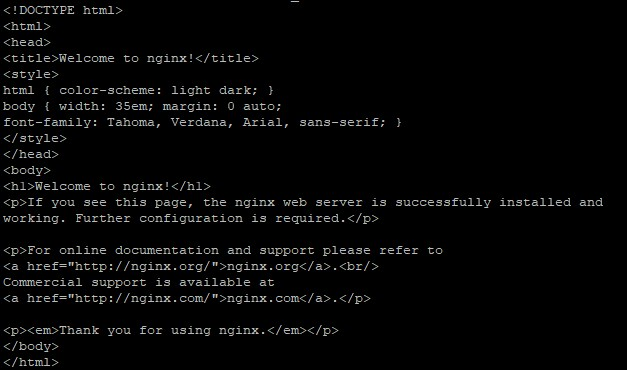 <!DOCTYPE html>
<html>
<head>
<title>Welcome to nginx!</title>
<style>
html { color-scheme: light dark; }
body { width: 35em; margin: 0 auto;
font-family: Tahoma, Verdana, Arial, sans-serif; }
</style>
</head>
<body>
<h1>Welcome to nginx!</h1>
<p>If you see this page, the nginx web server is successfully installed and
working. Further configuration is required.</p>

<p>For online documentation and support please refer to
<a href="http://nginx.org/">nginx.org</a>.<br/>
Commercial support is available at
<a href="http://nginx.com/">nginx.com</a>.</p>

<p><em>Thank you for using nginx.</em></p>
</body>
</html>